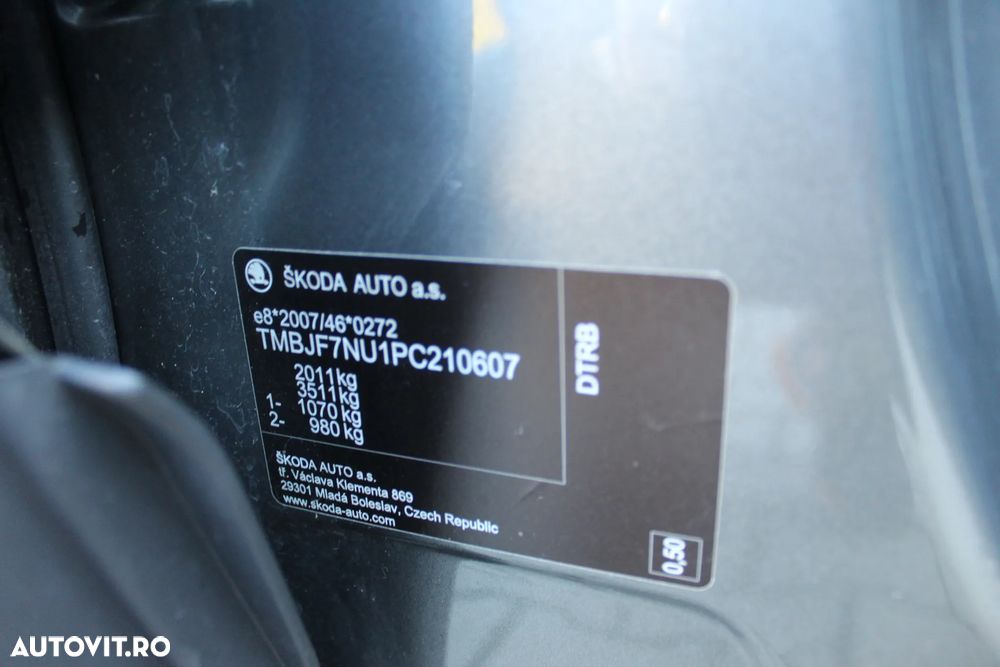 ŠKODA AUTO a.s.
e8*2007/46*0272
TMBJF7NU1PC210607
2011kg
3511kg
1- 1070 kg
2- 980 kg
ŠKODA AUTO a.s.
tř. Václava Klementa 869
29301 Mladá Boleslav, Czech Republic
www.skoda-auto.com
DTRB
0,50
AUTOVIT.RO